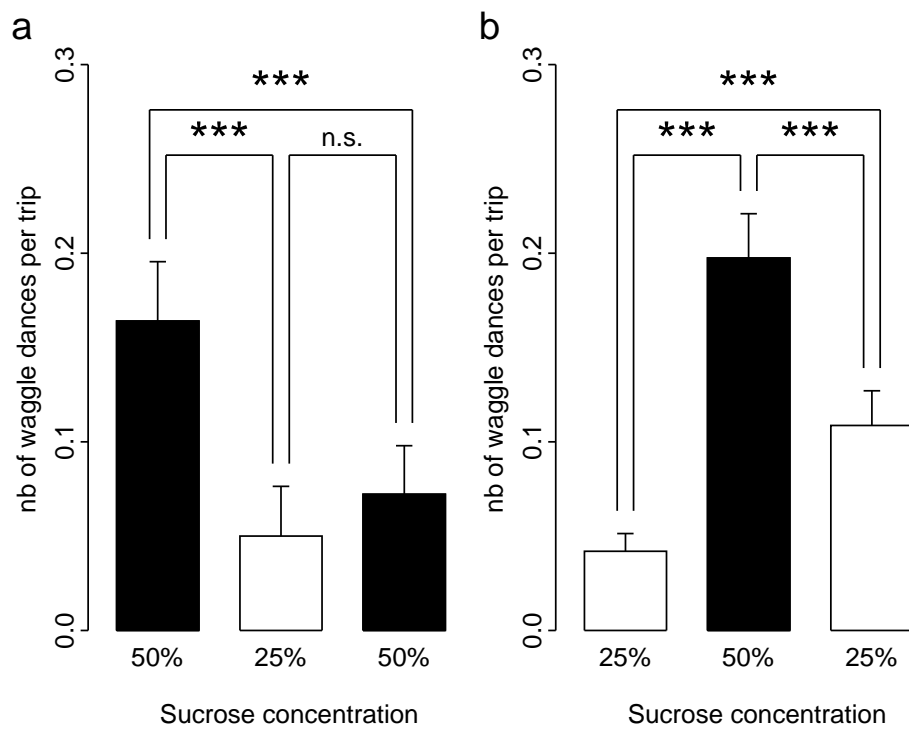 a
nb of waggle dances per trip
0.3
0.2
0.1
0.0
***
***
n.s.
50% 25% 50%
Sucrose concentration
b
nb of waggle dances per trip
0.3
0.2
0.1
0.0
***
*** ***
25% 50% 25%
Sucrose concentration